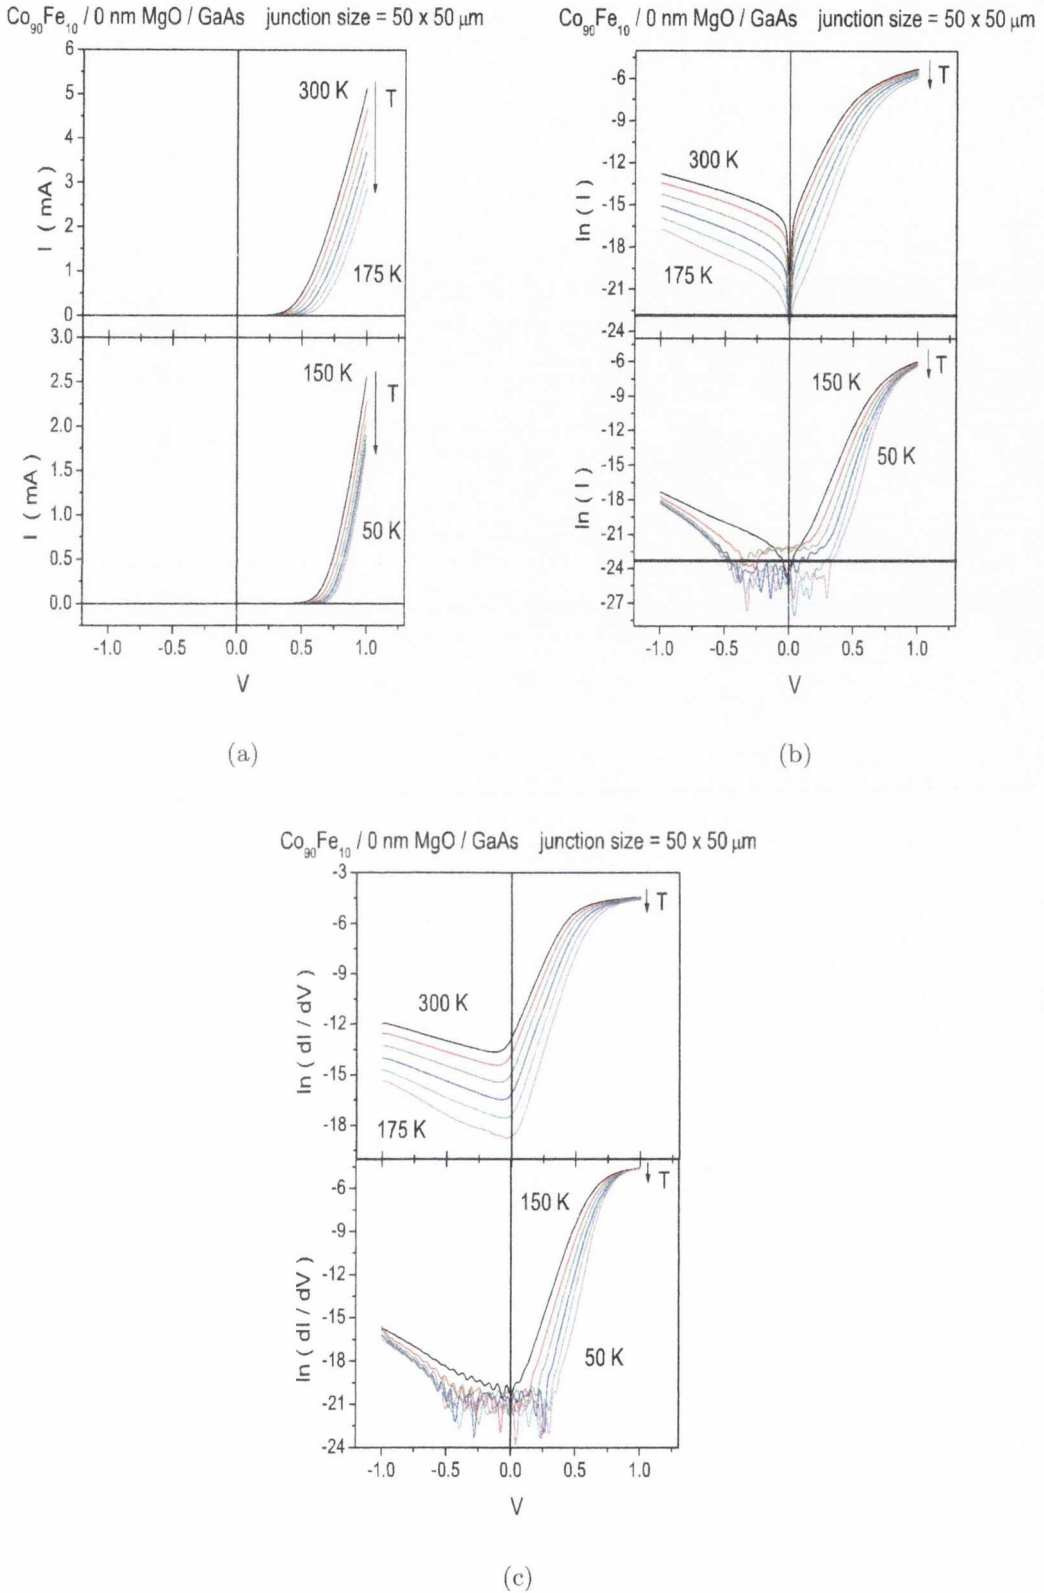 Co90Fe10 / 0 nm MgO / GaAs junction size = 50 x 50 μm
6
5
4
3
2
1
0
I ( mA )
300 K
T
175 K
3.0
2.5
2.0
1.5
1.0
0.5
0.0
I ( mA )
150 K
T
50 K
-1.0 -0.5 0.0 0.5 1.0
V
(a)
Co90Fe10 / 0 nm MgO / GaAs junction size = 50 x 50 μm
-6
-9
-12
-15
-18
-21
-24
ln ( I )
300 K
T
175 K
-6
-9
-12
-15
-18
-21
-24
-27
ln ( I )
150 K
T
50 K
-1.0 -0.5 0.0 0.5 1.0
V
(b)
Co90Fe10 / 0 nm MgO / GaAs junction size = 50 x 50 μm
-3
-6
-9
-12
-15
-18
ln ( dI / dV )
300 K
T
175 K
-6
-9
-12
-15
-18
-21
-24
ln ( dI / dV )
150 K
T
50 K
-1.0 -0.5 0.0 0.5 1.0
V
(c)